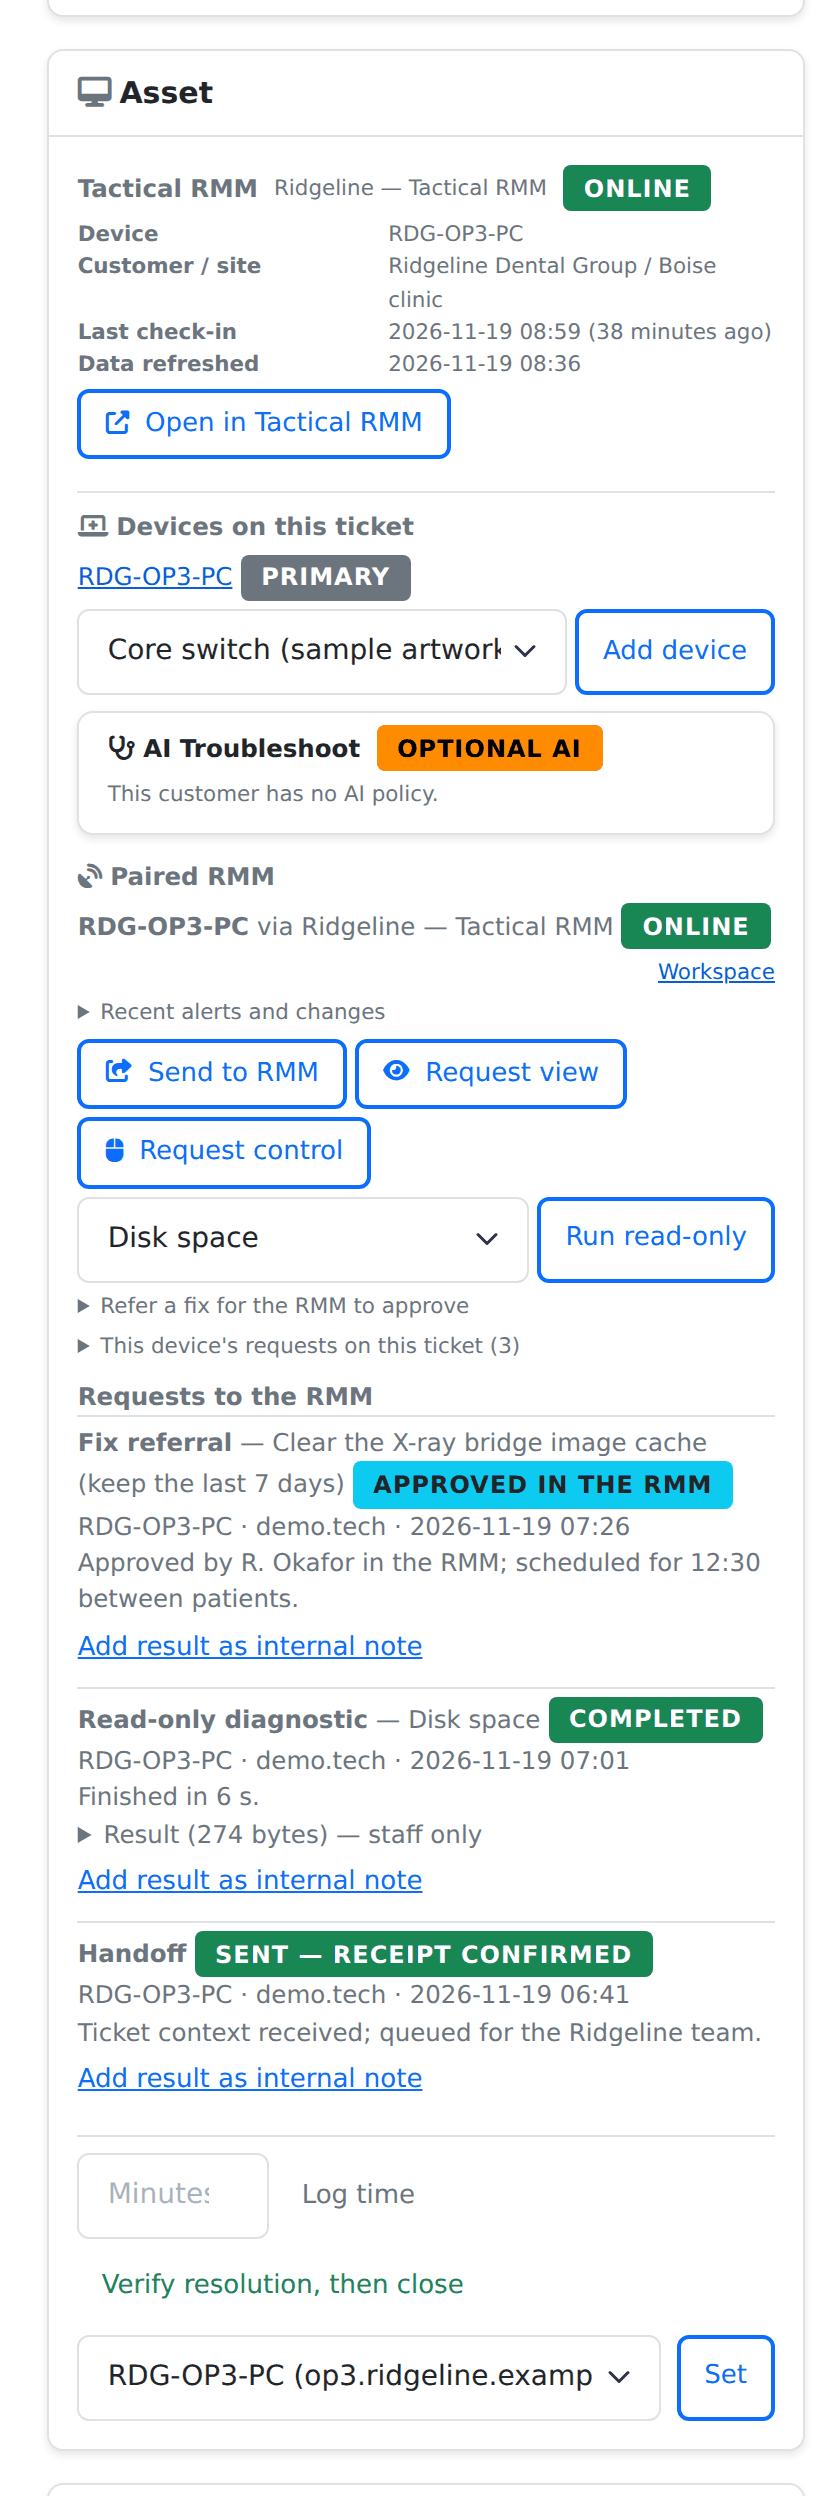 Asset
Tactical RMM Ridgeline — Tactical RMM ONLINE
Device RDG-OP3-PC
Customer / site Ridgeline Dental Group / Boise
clinic
Last check-in 2026-11-19 08:59 (38 minutes ago)
Data refreshed 2026-11-19 08:36
Open in Tactical RMM
Devices on this ticket
RDG-OP3-PC PRIMARY
Core switch (sample artwork Add device
AI Troubleshoot OPTIONAL AI
This customer has no AI policy.
Paired RMM
RDG-OP3-PC via Ridgeline — Tactical RMM ONLINE
Workspace
Recent alerts and changes
Send to RMM Request view
Request control
Disk space Run read-only
Refer a fix for the RMM to approve
This device's requests on this ticket (3)
Requests to the RMM
Fix referral — Clear the X-ray bridge image cache
(keep the last 7 days) APPROVED IN THE RMM
RDG-OP3-PC · demo.tech · 2026-11-19 07:26
Approved by R. Okafor in the RMM; scheduled for 12:30
between patients.
Add result as internal note
Read-only diagnostic — Disk space COMPLETED
RDG-OP3-PC · demo.tech · 2026-11-19 07:01
Finished in 6 s.
Result (274 bytes) — staff only
Add result as internal note
Handoff SENT — RECEIPT CONFIRMED
RDG-OP3-PC · demo.tech · 2026-11-19 06:41
Ticket context received; queued for the Ridgeline team.
Add result as internal note
Minutes Log time
Verify resolution, then close
RDG-OP3-PC (op3.ridgeline.examp Set